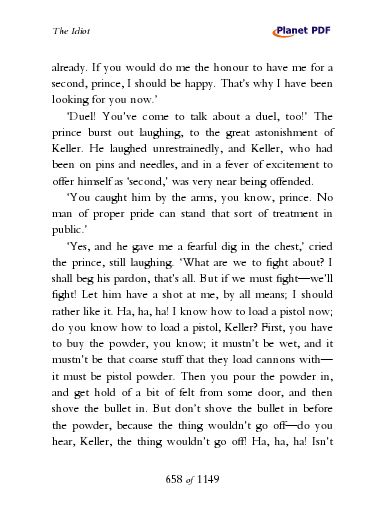 The Idiot
Planet PDF
already. If you would do me the honour to have me for a
second, prince, I should be happy. That's why I have been
looking for you now.'
'Duel! You've come to talk about a duel, too!' The
prince burst out laughing, to the great astonishment of
Keller. He laughed unrestrainedly, and Keller, who had
been on pins and needles, and in a fever of excitement to
offer himself as 'second,' was very near being offended.
'You caught him by the arms, you know, prince. No
man of proper pride can stand that sort of treatment in
public.'
'Yes, and he gave me a fearful dig in the chest,' cried
the prince, still laughing. 'What are we to fight about? I
shall beg his pardon, that's all. But if we must fight—we'll
fight! Let him have a shot at me, by all means; I should
rather like it. Ha, ha, ha! I know how to load a pistol now;
do you know how to load a pistol, Keller? First, you have
to buy the powder, you know; it mustn't be wet, and it
mustn't be that coarse stuff that they load cannons with—
it must be pistol powder. Then you pour the powder in,
and get hold of a bit of felt from some door, and then
shove the bullet in. But don't shove the bullet in before
the powder, because the thing wouldn't go off—do you
hear, Keller, the thing wouldn't go off! Ha, ha, ha! Isn't
658 of 1149